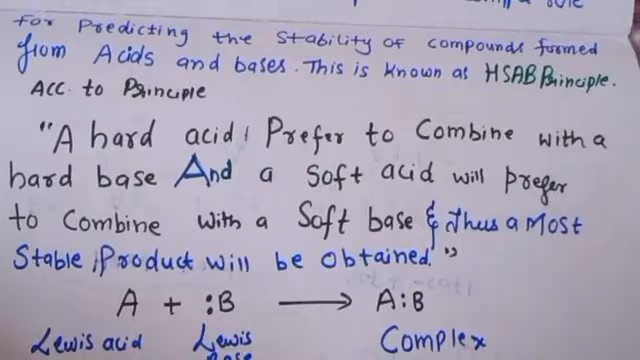 for Predicting the Stability of compounds formed
from Acids and bases. This is known as HSAB Principle.
Acc. to Principle
"A hard acid, Prefer to Combine with a
hard base And a Soft acid will prefer
to Combine with a Soft base & Thus a Most
Stable, Product will be Obtained."
A + :B ⟶ A:B
Lewis acid Lewis Complex
base